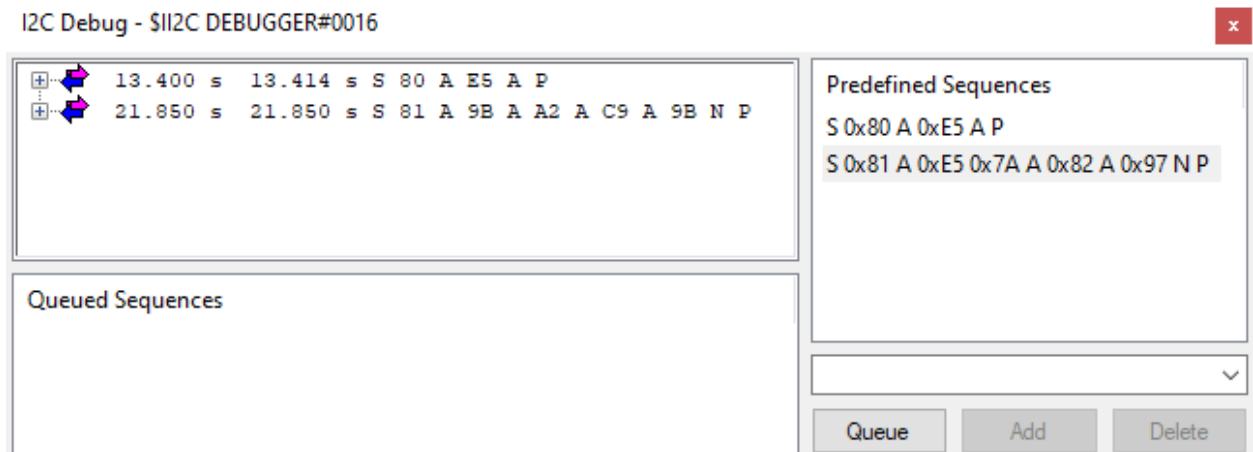 I2C Debug - $II2C DEBUGGER#0016
x
13.400 s 13.414 s S 80 A E5 A P
21.850 s 21.850 s S 81 A 9B A A2 A C9 A 9B N P
Queued Sequences
Predefined Sequences
S 0x80 A 0xE5 A P
S 0x81 A 0xE5 0x7A A 0x82 A 0x97 N P
Queue
Add
Delete